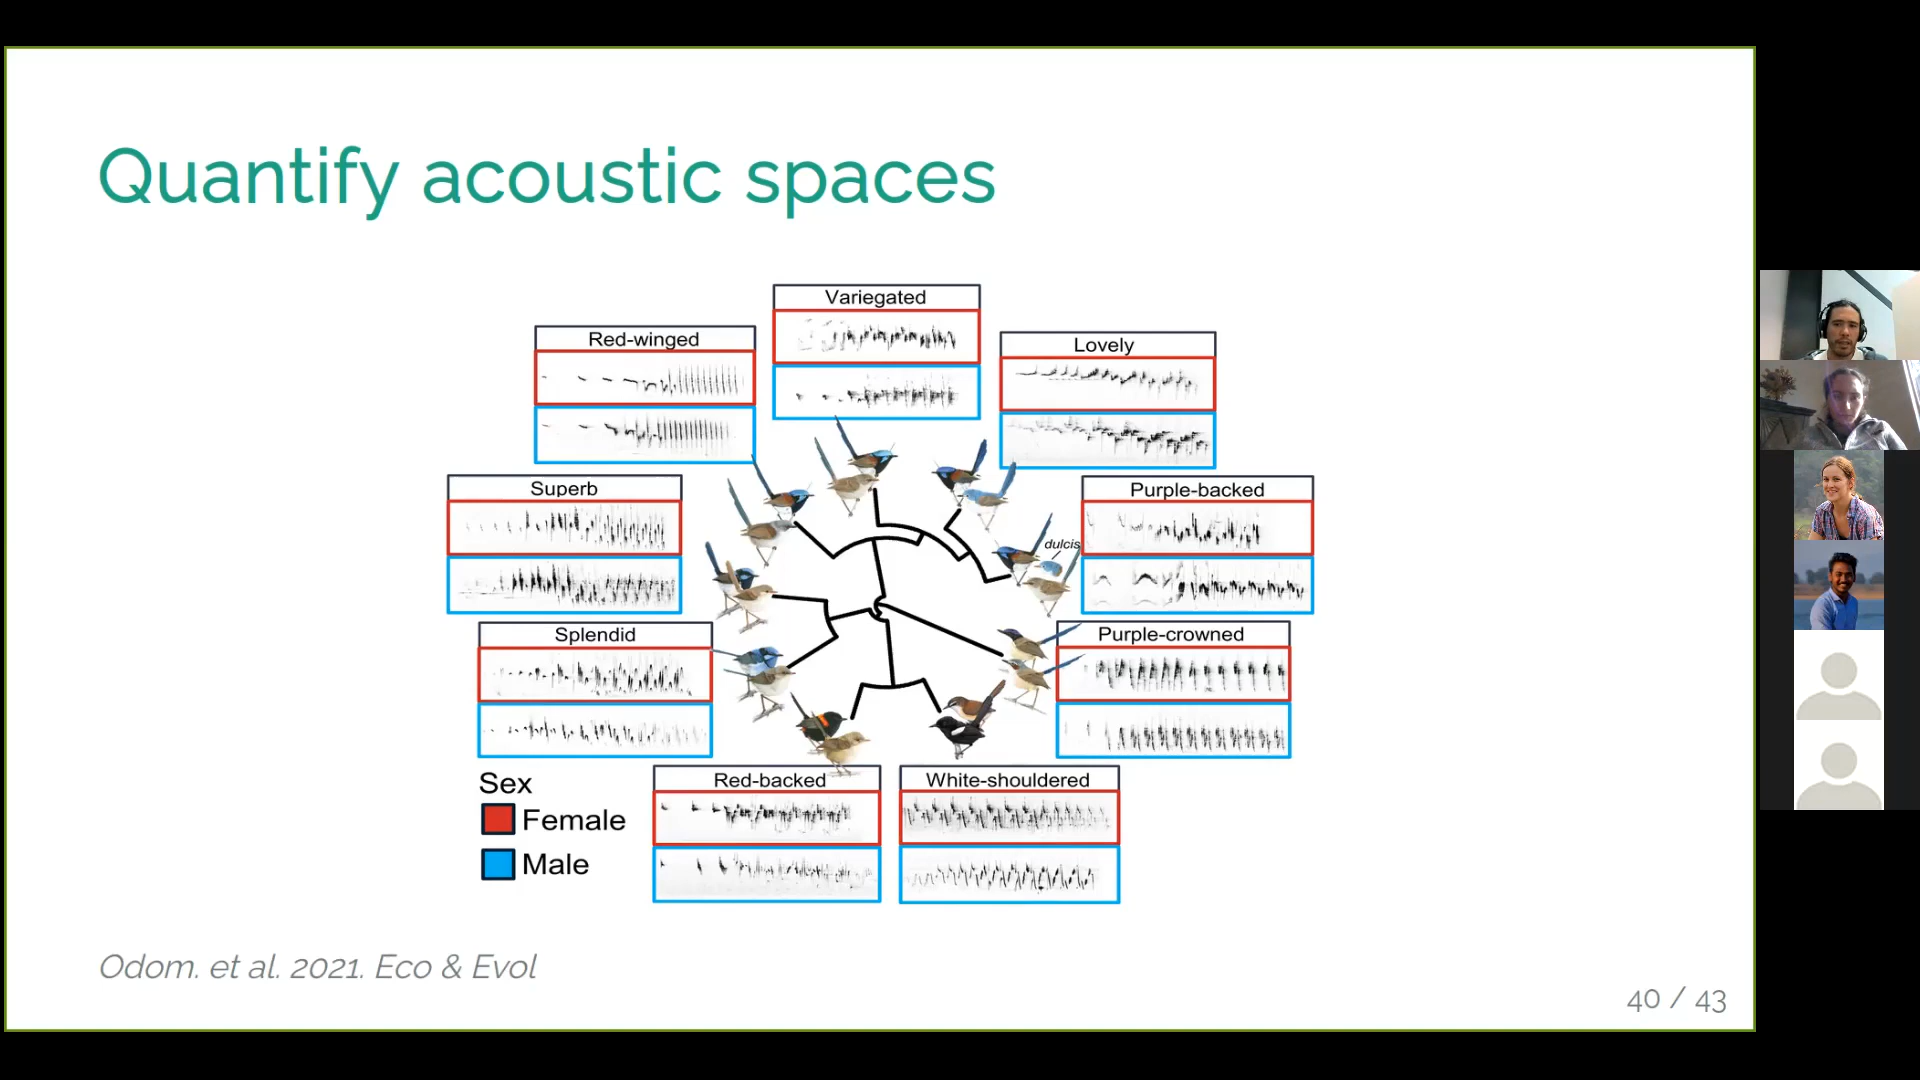 Quantify acoustic spaces
Variegated
Red-winged
Lovely
Superb
Purple-backed
dulcis
Splendid
Purple-crowned
Red-backed
White-shouldered
Sex
Female
Male
Odom. et al. 2021. Eco & Evol
40 / 43